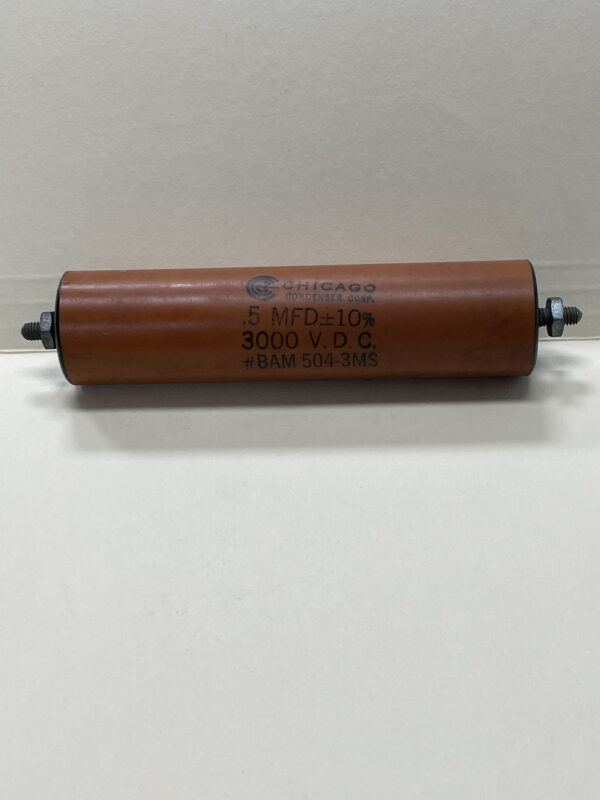 CHICAGO
CONDENSER CORP.
.5 MFD±10%
3000 V. D. C.
#BAM 504-3MS